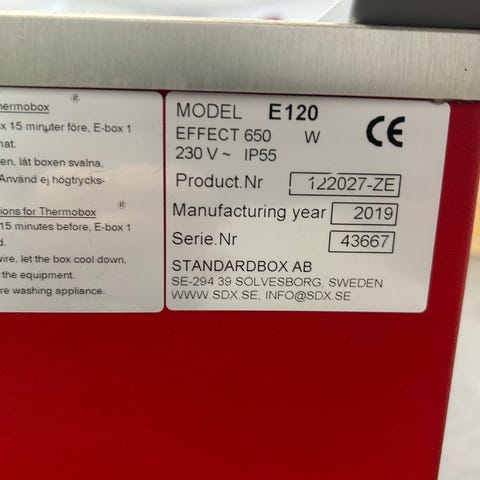 ermobox ®
x 15 minuter före, E-box 1
at.
en, låt boxen svalna,
Använd ej högtrycks-
ions for Thermobox ®
15 minutes before, E-box 1
d.
wire, let the box cool down,
the equipment.
re washing appliance.
MODEL E120
EFFECT 650 W CE
230 V~ IP55
Product.Nr 122027-ZE
Manufacturing year 2019
Serie.Nr 43667
STANDARDBOX AB
SE-294 39 SÖLVESBORG, SWEDEN
WWW.SDX.SE, INFO@SDX.SE